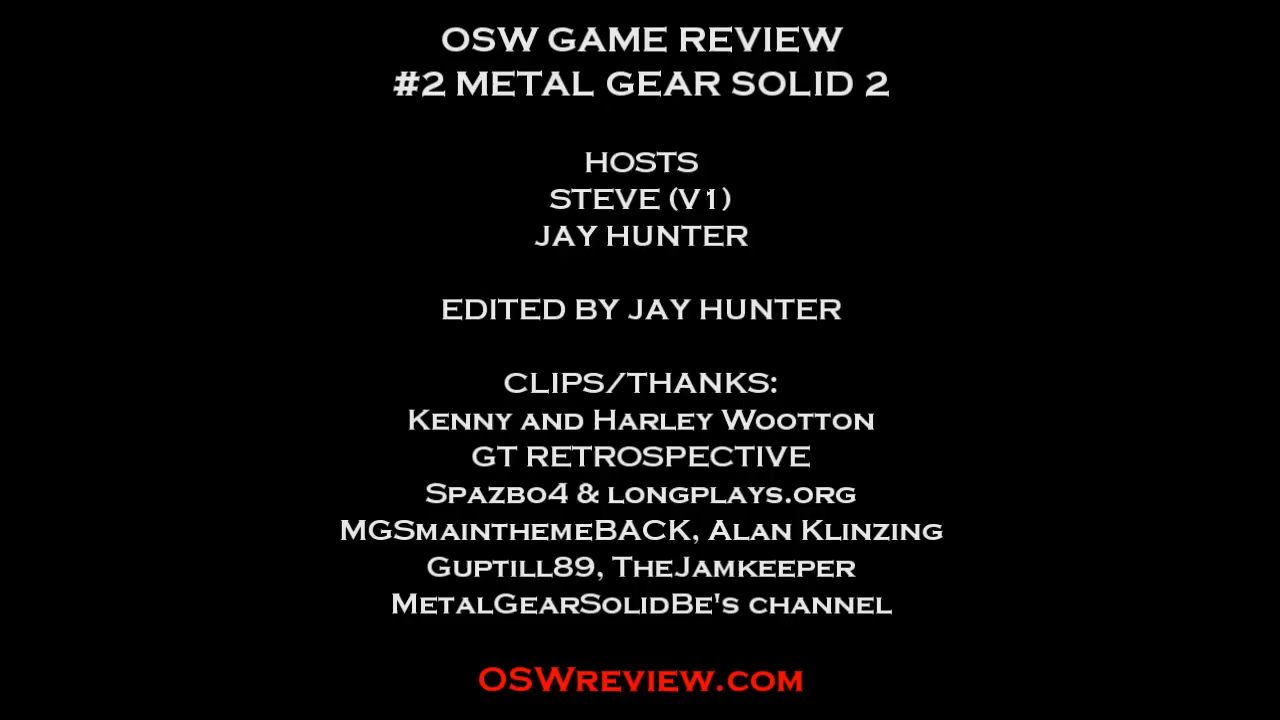 OSW GAME REVIEW
#2 METAL GEAR SOLID 2
HOSTS
STEVE (V1)
JAY HUNTER
EDITED BY JAY HUNTER
CLIPS/THANKS:
Kenny and Harley Wootton
GT RETROSPECTIVE
Spazbo4 & longplays.org
MGSmainthemeBACK, Alan Klinzing
Guptill89, TheJamkeeper
MetalGearSolidBe's channel
OSWreview.com